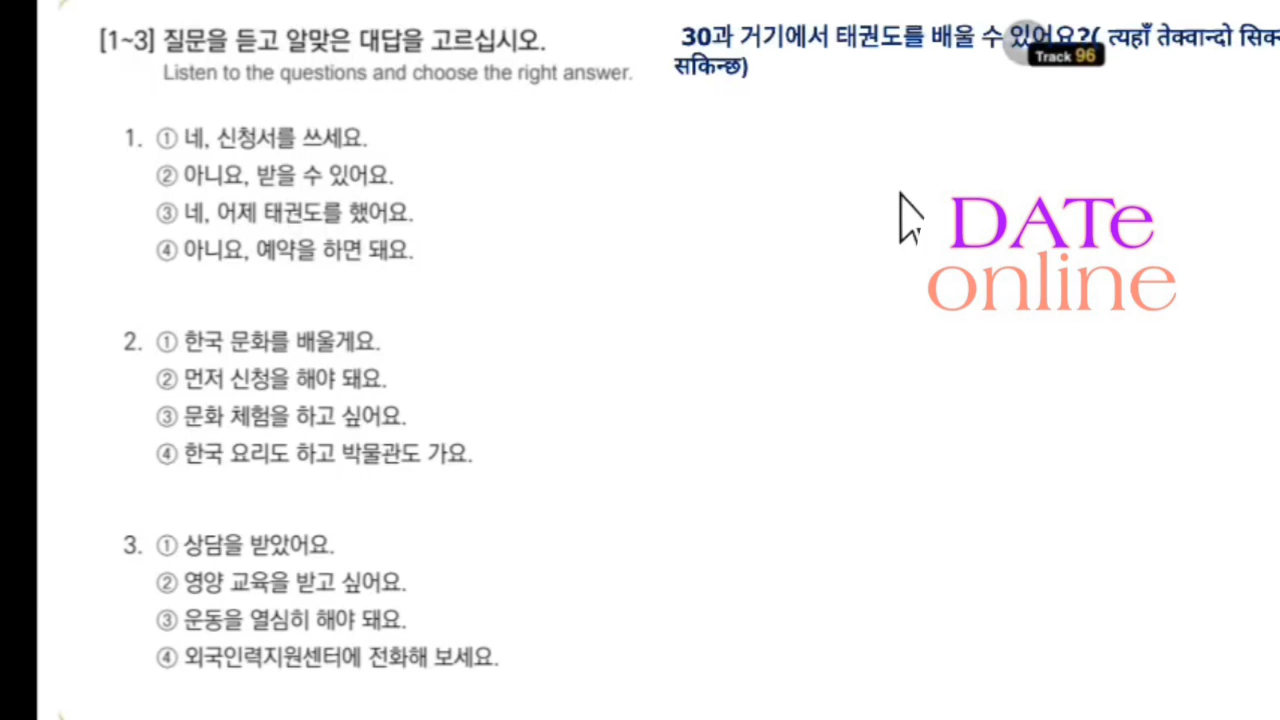 [1~3] 질문을 듣고 알맞은 대답을 고르십시오.
Listen to the questions and choose the right answer.
30과 거기에서 태권도를 배울 수 있어요?( त्यहाँ तेक्वान्दो
सकिन्छ)
Track 96
1. ① 네, 신청서를 쓰세요.
② 아니요, 받을 수 있어요.
③ 네, 어제 태권도를 했어요.
④ 아니요, 예약을 하면 돼요.
DATe
online
2. ① 한국 문화를 배울게요.
② 먼저 신청을 해야 돼요.
③ 문화 체험을 하고 싶어요.
④ 한국 요리도 하고 박물관도 가요.
3. ① 상담을 받았어요.
② 영양 교육을 받고 싶어요.
③ 운동을 열심히 해야 돼요.
④ 외국인력지원센터에 전화해 보세요.